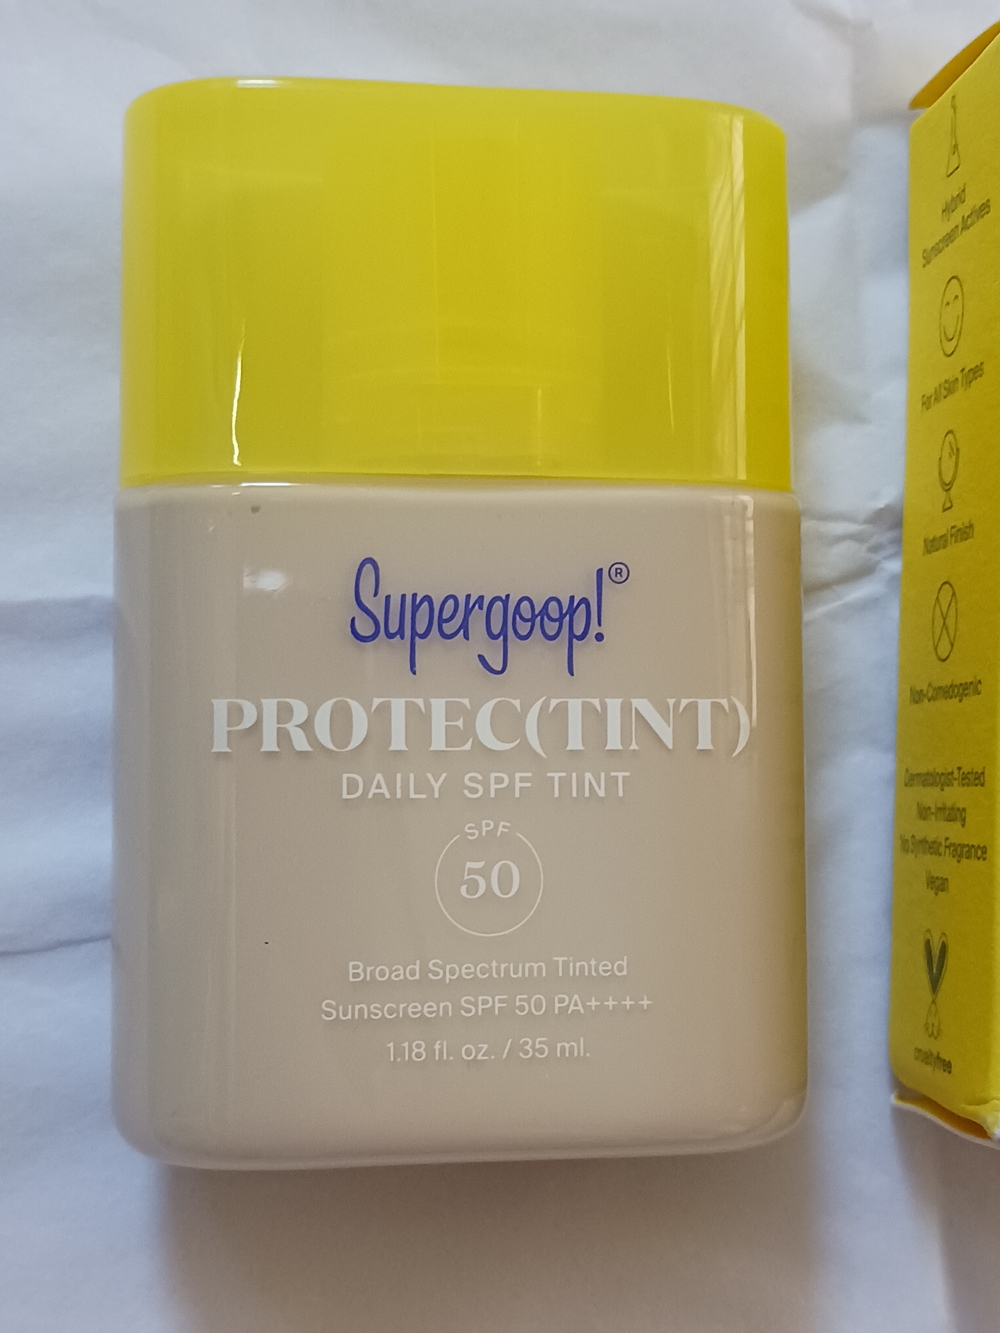 Supergoop!®
PROTEC(TINT)
DAILY SPF TINT
SPF
50
Broad Spectrum Tinted
Sunscreen SPF 50 PA++++
1.18 fl. oz. / 35 ml.
Hybrid
Sunscreen Actives
For All Skin Types
Natural Finish
Non-Comedogenic
Dermatologist-Tested
Non-Irritating
No Synthetic Fragrance
Vegan
crueltyfree